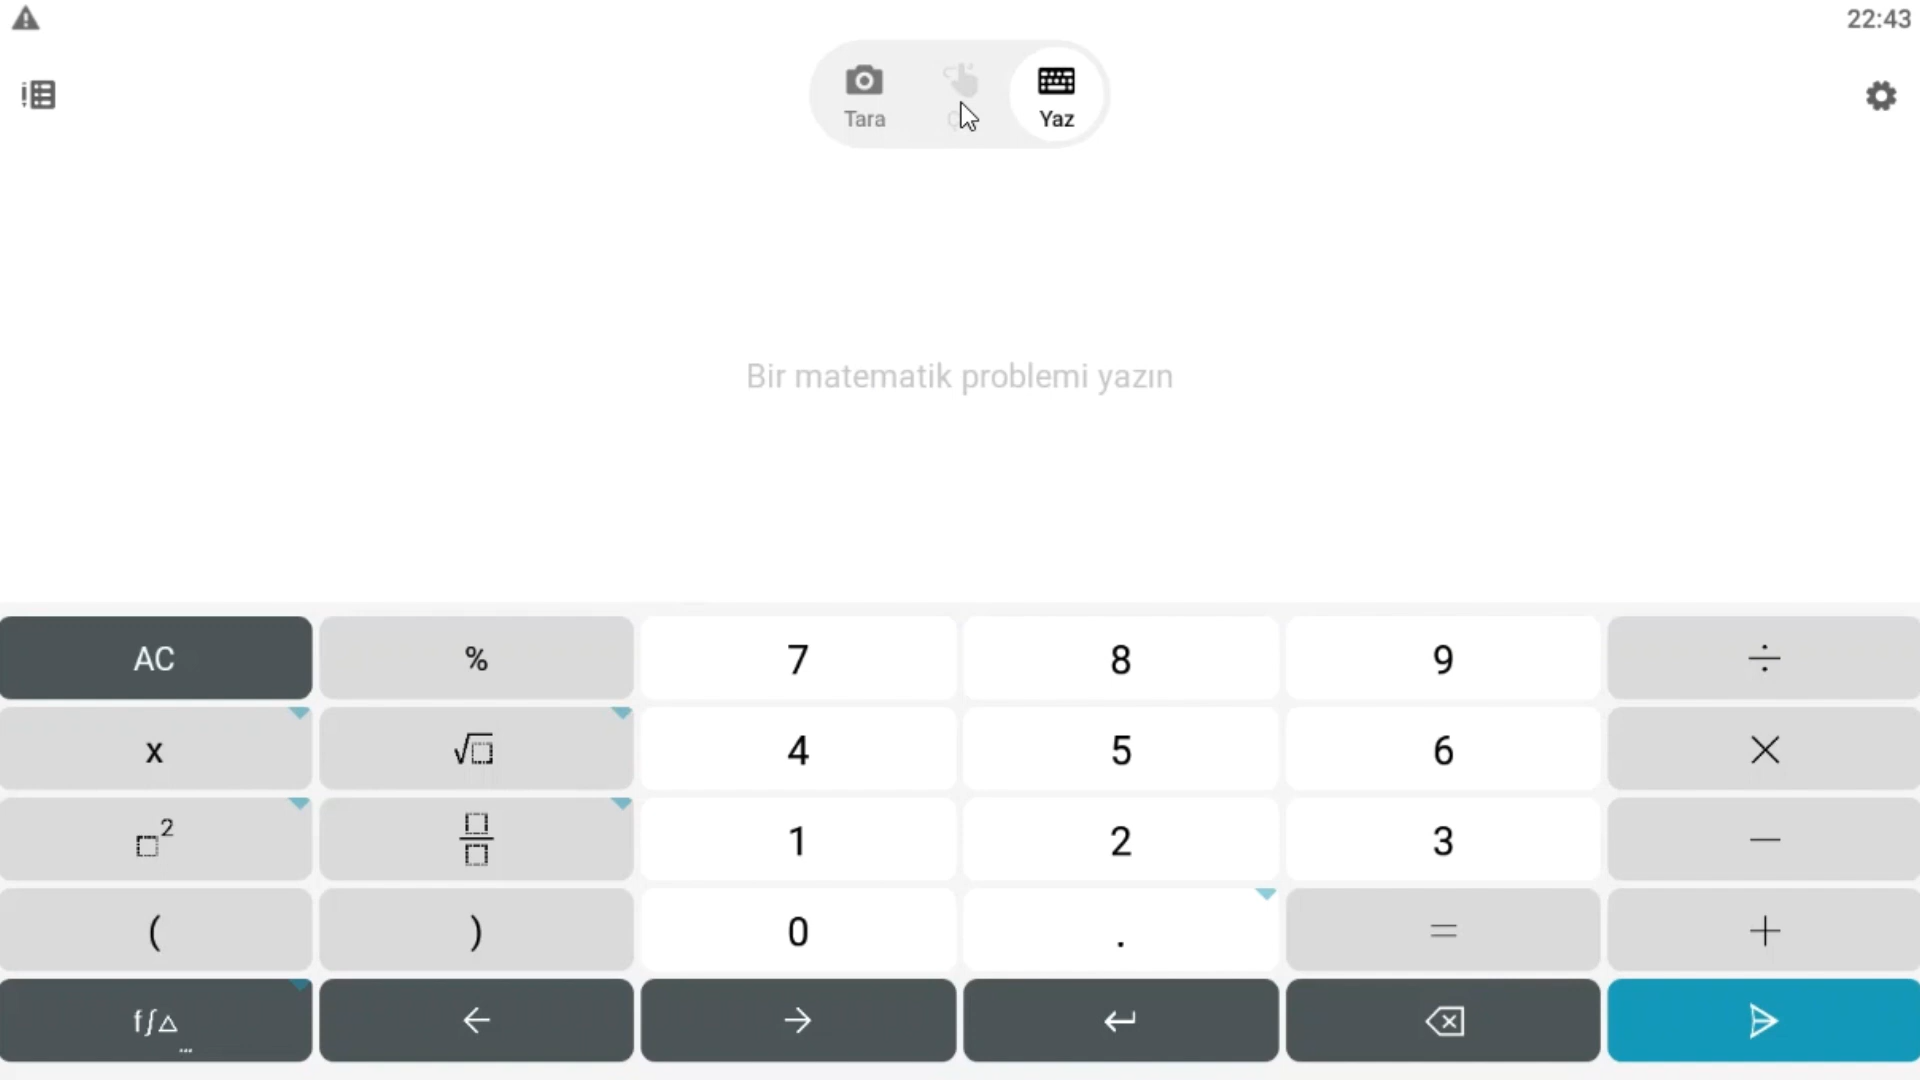 22:43
Tara
Yaz
Bir matematik problemi yazın
AC % 7 8 9 ÷
x √ 4 5 6 ×
2 1 2 3 −
( ) 0 . = +
f∫△ ... ← → ↵